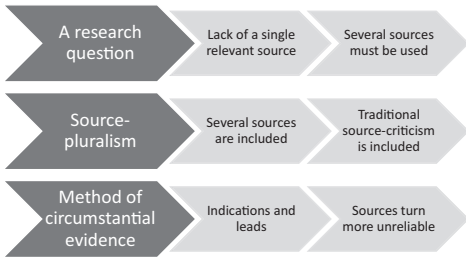 A research
question
Lack of a single
relevant source
Several sources
must be used
Source-
pluralism
Several sources
are included
Traditional
source-criticism
is included
Method of
circumstantial
evidence
Indications and
leads
Sources turn
more unreliable